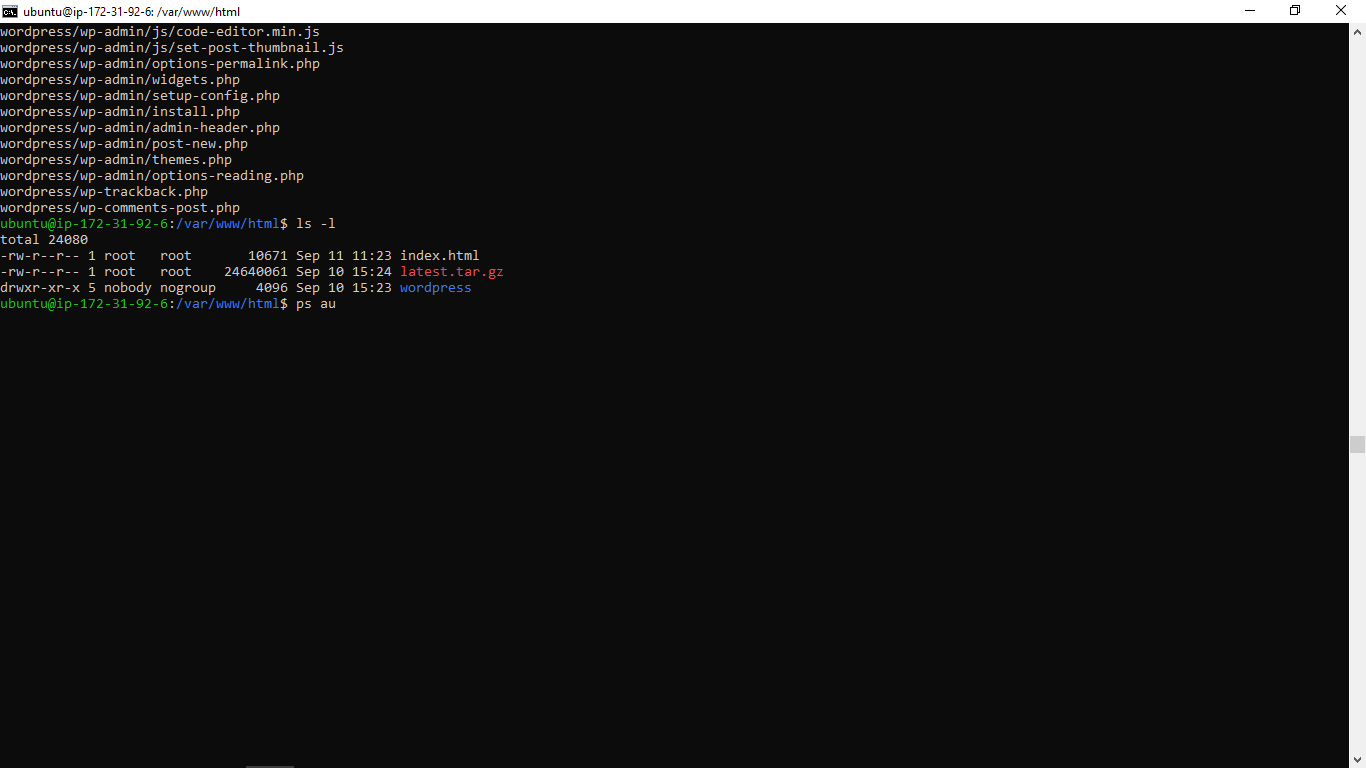 ubuntu@ip-172-31-92-6: /var/www/html
wordpress/wp-admin/js/code-editor.min.js
wordpress/wp-admin/js/set-post-thumbnail.js
wordpress/wp-admin/options-permalink.php
wordpress/wp-admin/widgets.php
wordpress/wp-admin/setup-config.php
wordpress/wp-admin/install.php
wordpress/wp-admin/admin-header.php
wordpress/wp-admin/post-new.php
wordpress/wp-admin/themes.php
wordpress/wp-admin/options-reading.php
wordpress/wp-trackback.php
wordpress/wp-comments-post.php
ubuntu@ip-172-31-92-6:/var/www/html$ ls -l
total 24080
-rw-r--r-- 1 root   root       10671 Sep 11 11:23 index.html
-rw-r--r-- 1 root   root    24640061 Sep 10 15:24 latest.tar.gz
drwxr-xr-x 5 nobody nogroup     4096 Sep 10 15:23 wordpress
ubuntu@ip-172-31-92-6:/var/www/html$ ps au